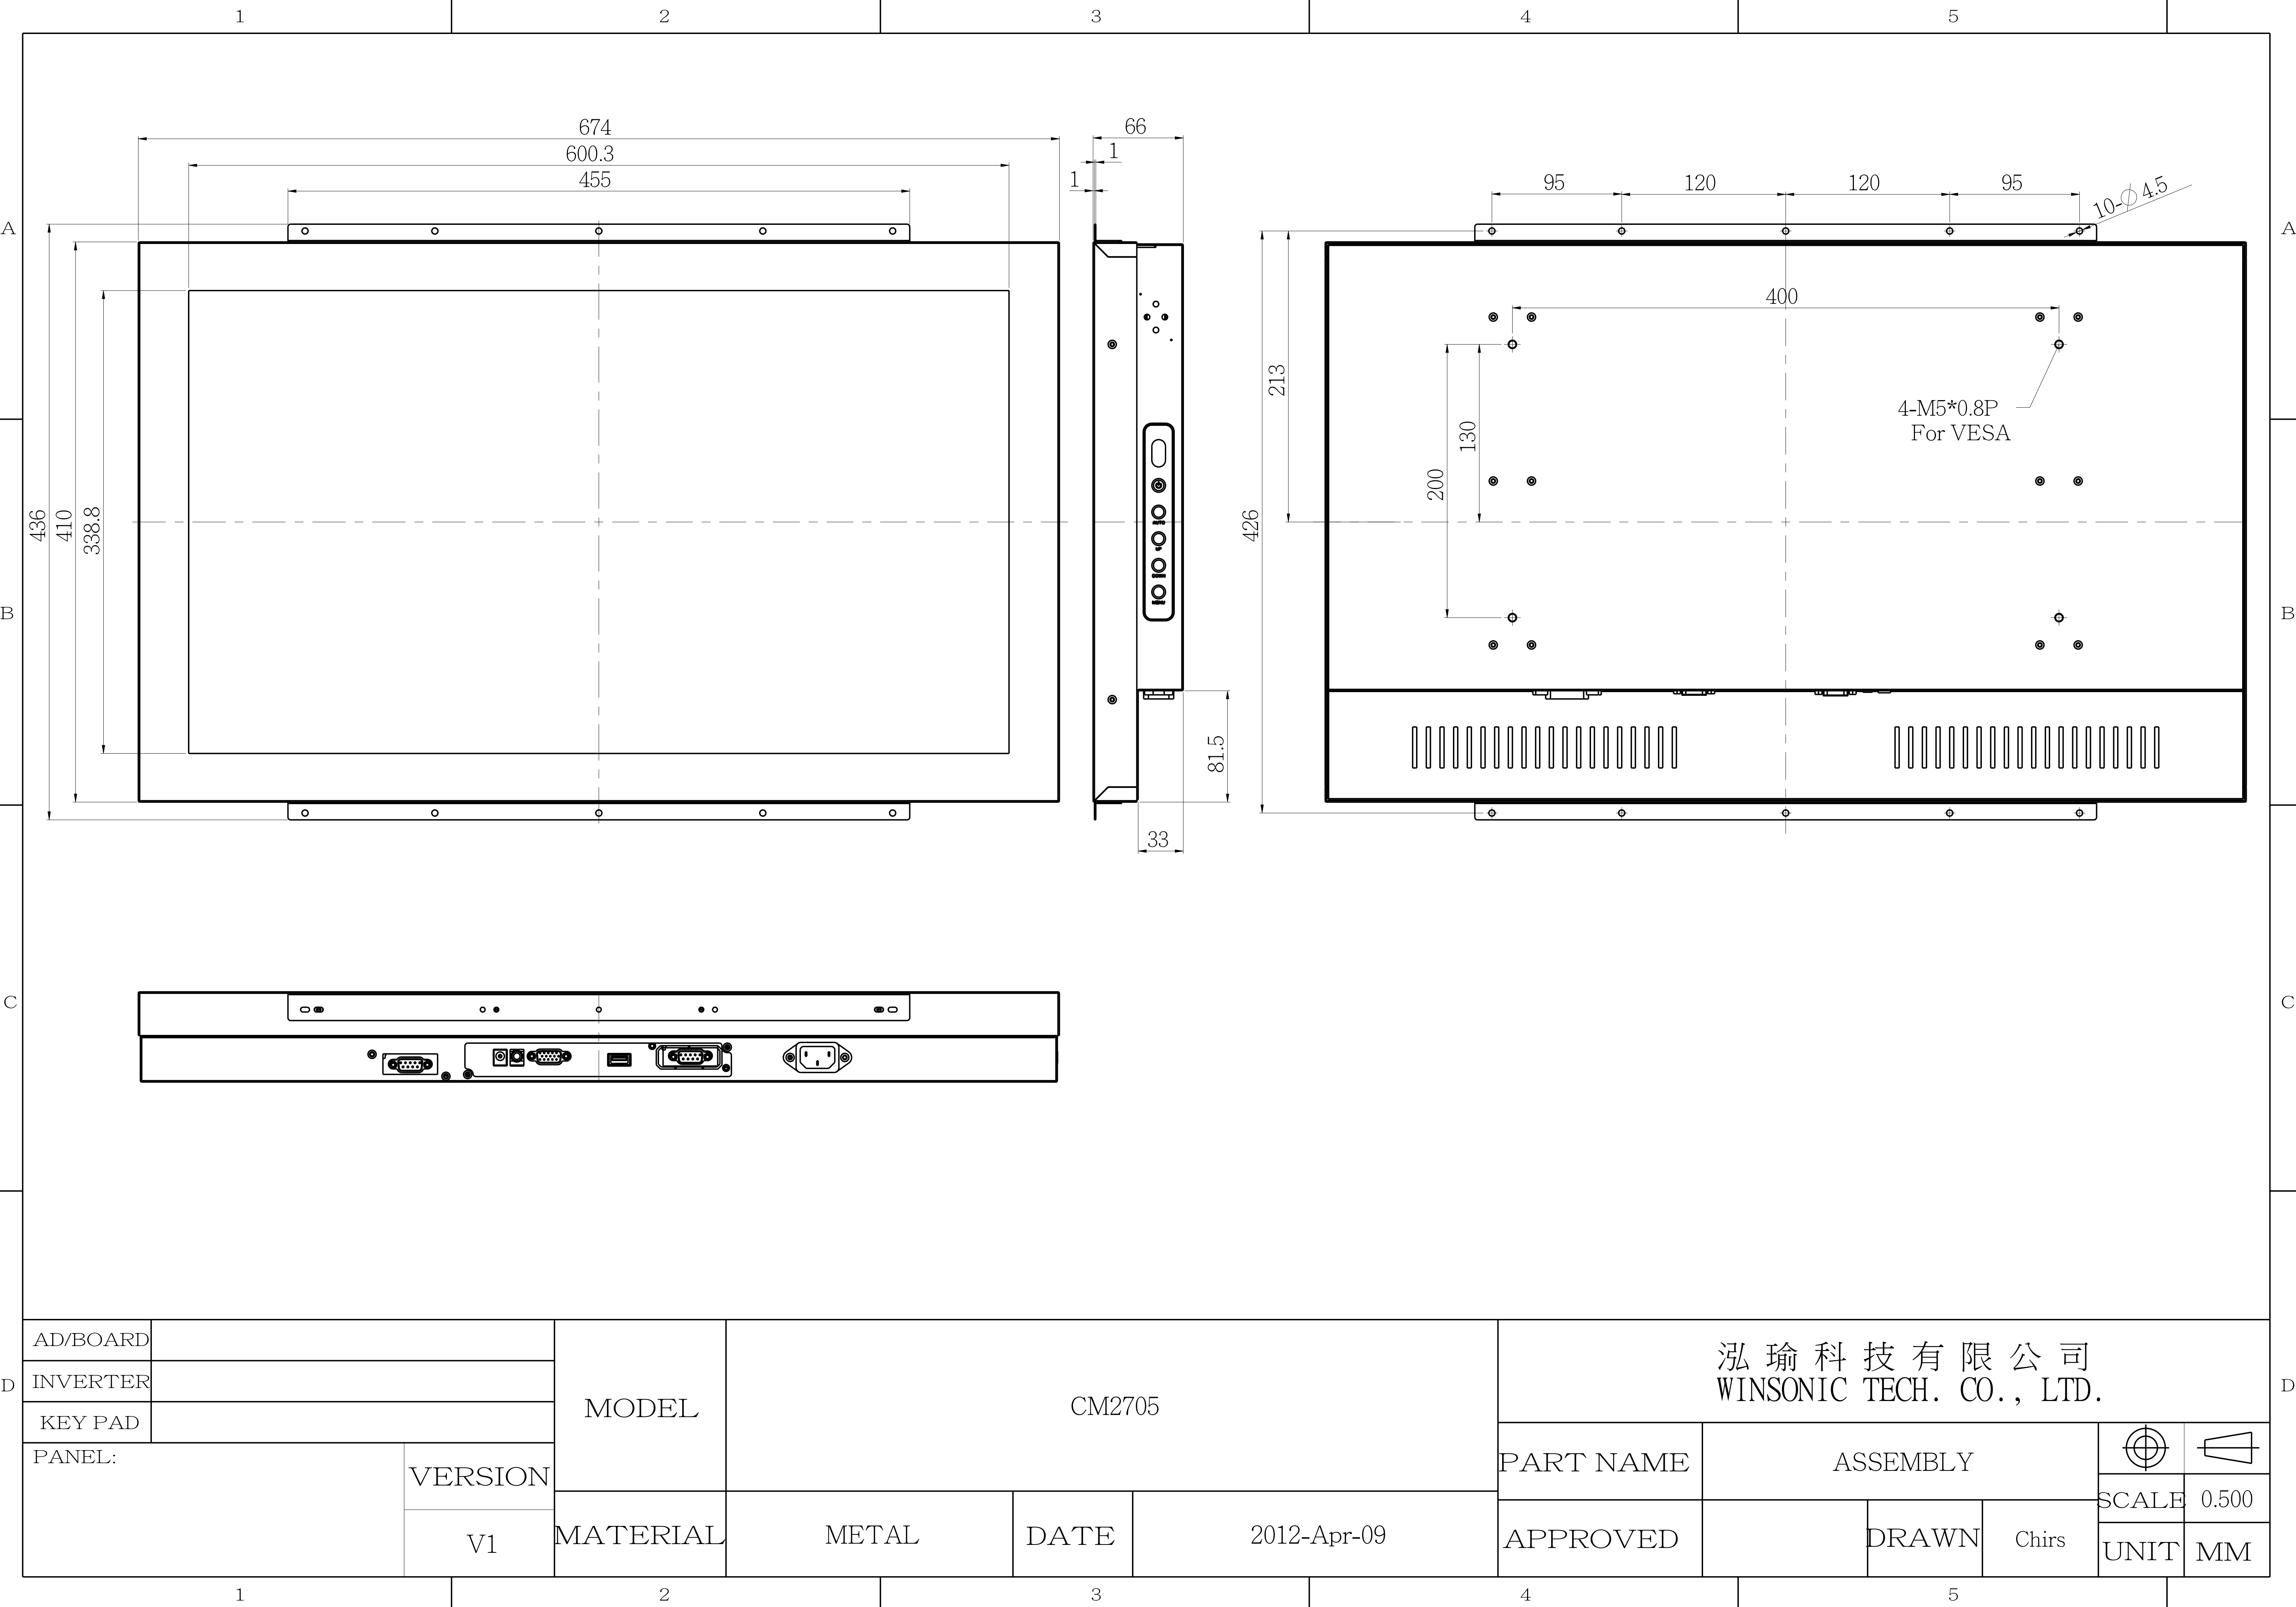 1 2 3 4 5
A A
B B
C C
D D
674
600.3
455
436
410
338.8
66
1
1
81.5
33
95 120 120 95
10-∅ 4.5
400
213
130
200
426
4-M5*0.8P
For VESA
AUTO
UP
DOWN
MENU
AD/BOARD
INVERTER
KEY PAD
PANEL:
VERSION
V1
MODEL
CM2705
MATERIAL
METAL
DATE
2012-Apr-09
泓瑜科技有限公司
WINSONIC TECH. CO., LTD.
PART NAME
ASSEMBLY
APPROVED
DRAWN
Chirs
SCALE
0.500
UNIT
MM
1 2 3 4 5